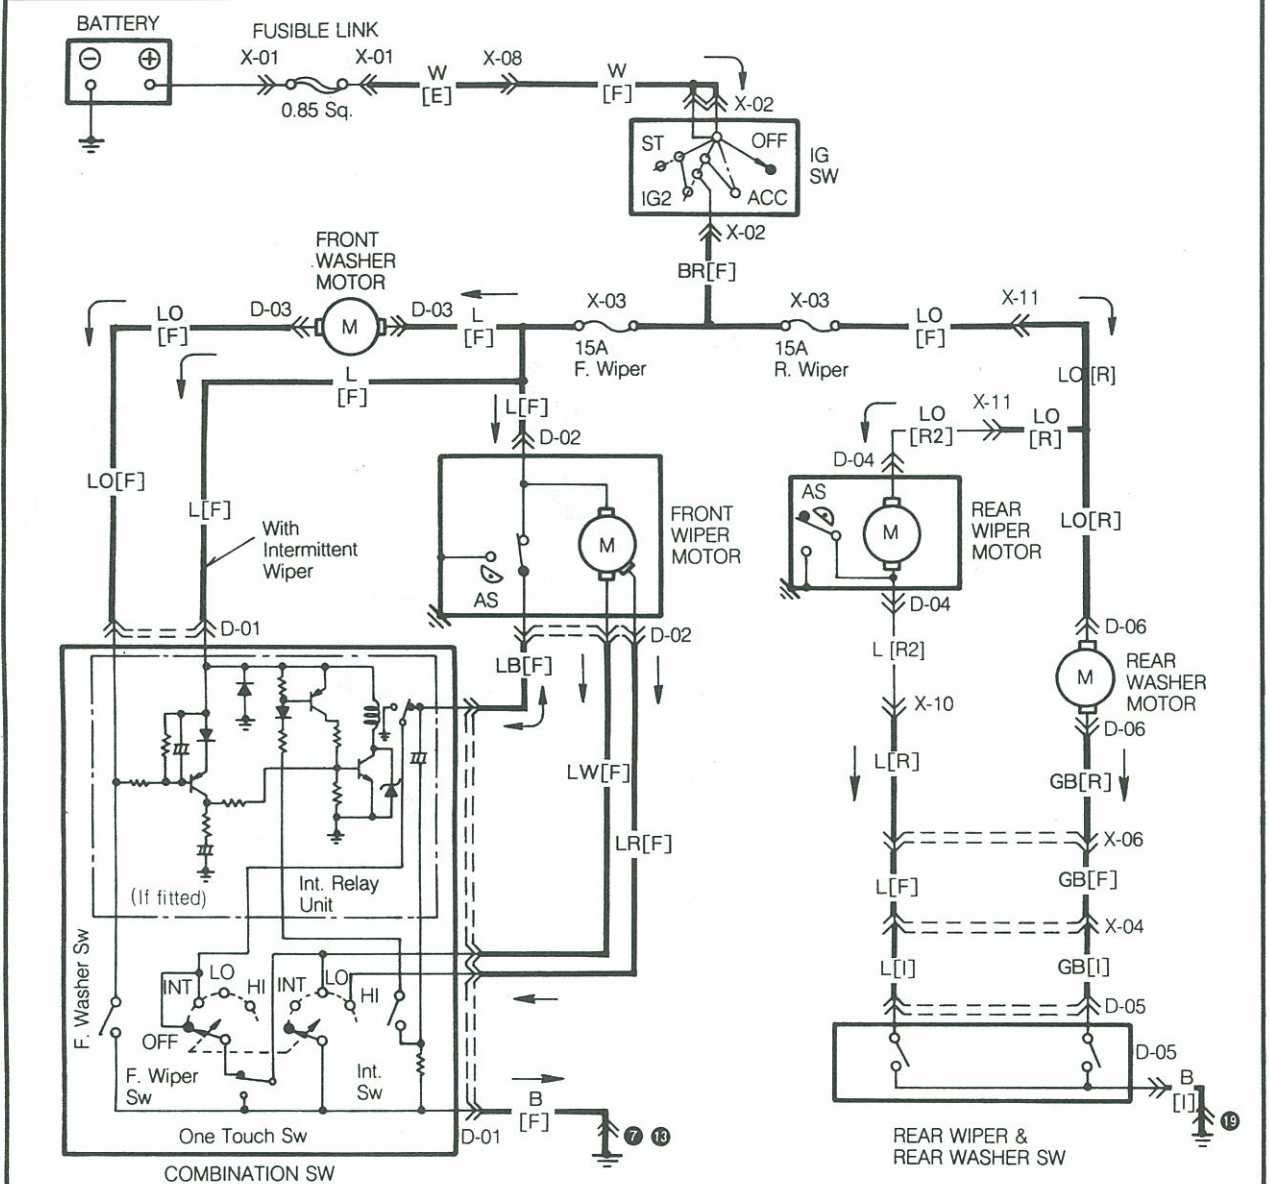 BATTERY
FUSIBLE LINK
X-01
X-01
X-08
W
[E]
W
[F]
0.85 Sq.
X-02
ST
OFF
IG
SW
IG2
ACC
X-02
BR[F]
FRONT
WASHER
MOTOR
LO
[F]
D-03
M
D-03
L
[F]
X-03
15A
F. Wiper
X-03
15A
R. Wiper
LO
[F]
X-11
LO[R]
L
[F]
L[F]
D-02
LO
[R2]
X-11
LO
[R]
D-04
LO[F]
L[F]
With
Intermittent
Wiper
M
AS
FRONT
WIPER
MOTOR
AS
M
REAR
WIPER
MOTOR
LO[R]
D-01
D-02
D-04
D-06
LB[F]
L [R2]
M
REAR
WASHER
MOTOR
X-10
D-06
LW[F]
L[R]
GB[R]
LR[F]
X-06
(If fitted)
Int. Relay
Unit
L[F]
GB[F]
X-04
L[I]
GB[I]
F. Washer Sw
INT
LO
HI
INT
LO
HI
OFF
D-05
F. Wiper
Sw
Int.
Sw
D-05
B
[F]
B
[I]
One Touch Sw
D-01
7
13
19
COMBINATION SW
REAR WIPER &
REAR WASHER SW